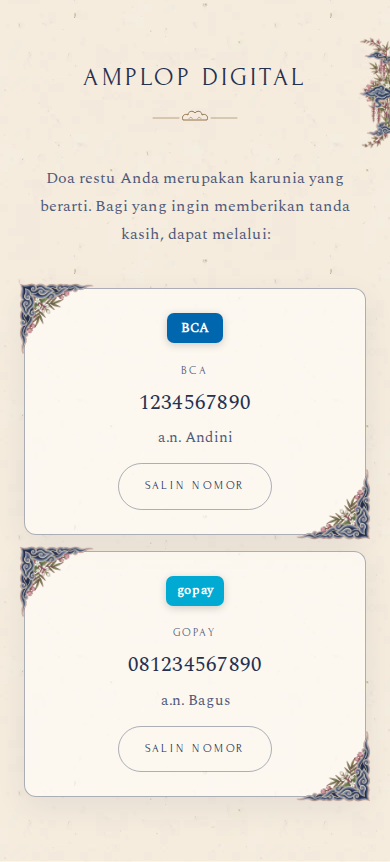 AMPLOP DIGITAL
Doa restu Anda merupakan karunia yang
berarti. Bagi yang ingin memberikan tanda
kasih, dapat melalui:
BCA
BCA
1234567890
a.n. Andini
SALIN NOMOR
gopay
GOPAY
081234567890
a.n. Bagus
SALIN NOMOR